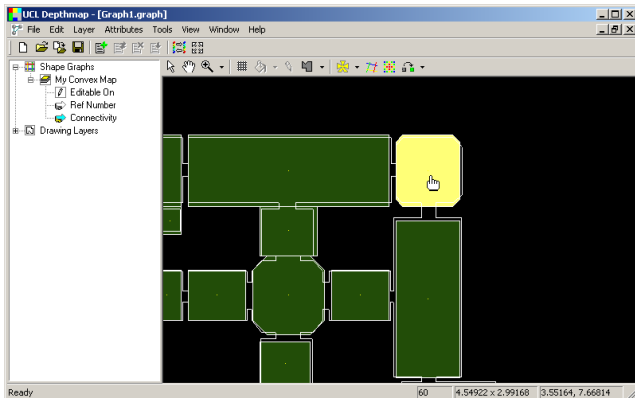 UCL Depthmap - [Graph1.graph]
File Edit Layer Attributes Tools View Window Help
Shape Graphs
My Convex Map
Editable On
Ref Number
Connectivity
Drawing Layers
Ready 60 4.54922 x 2.99168 3.55164, 7.66814